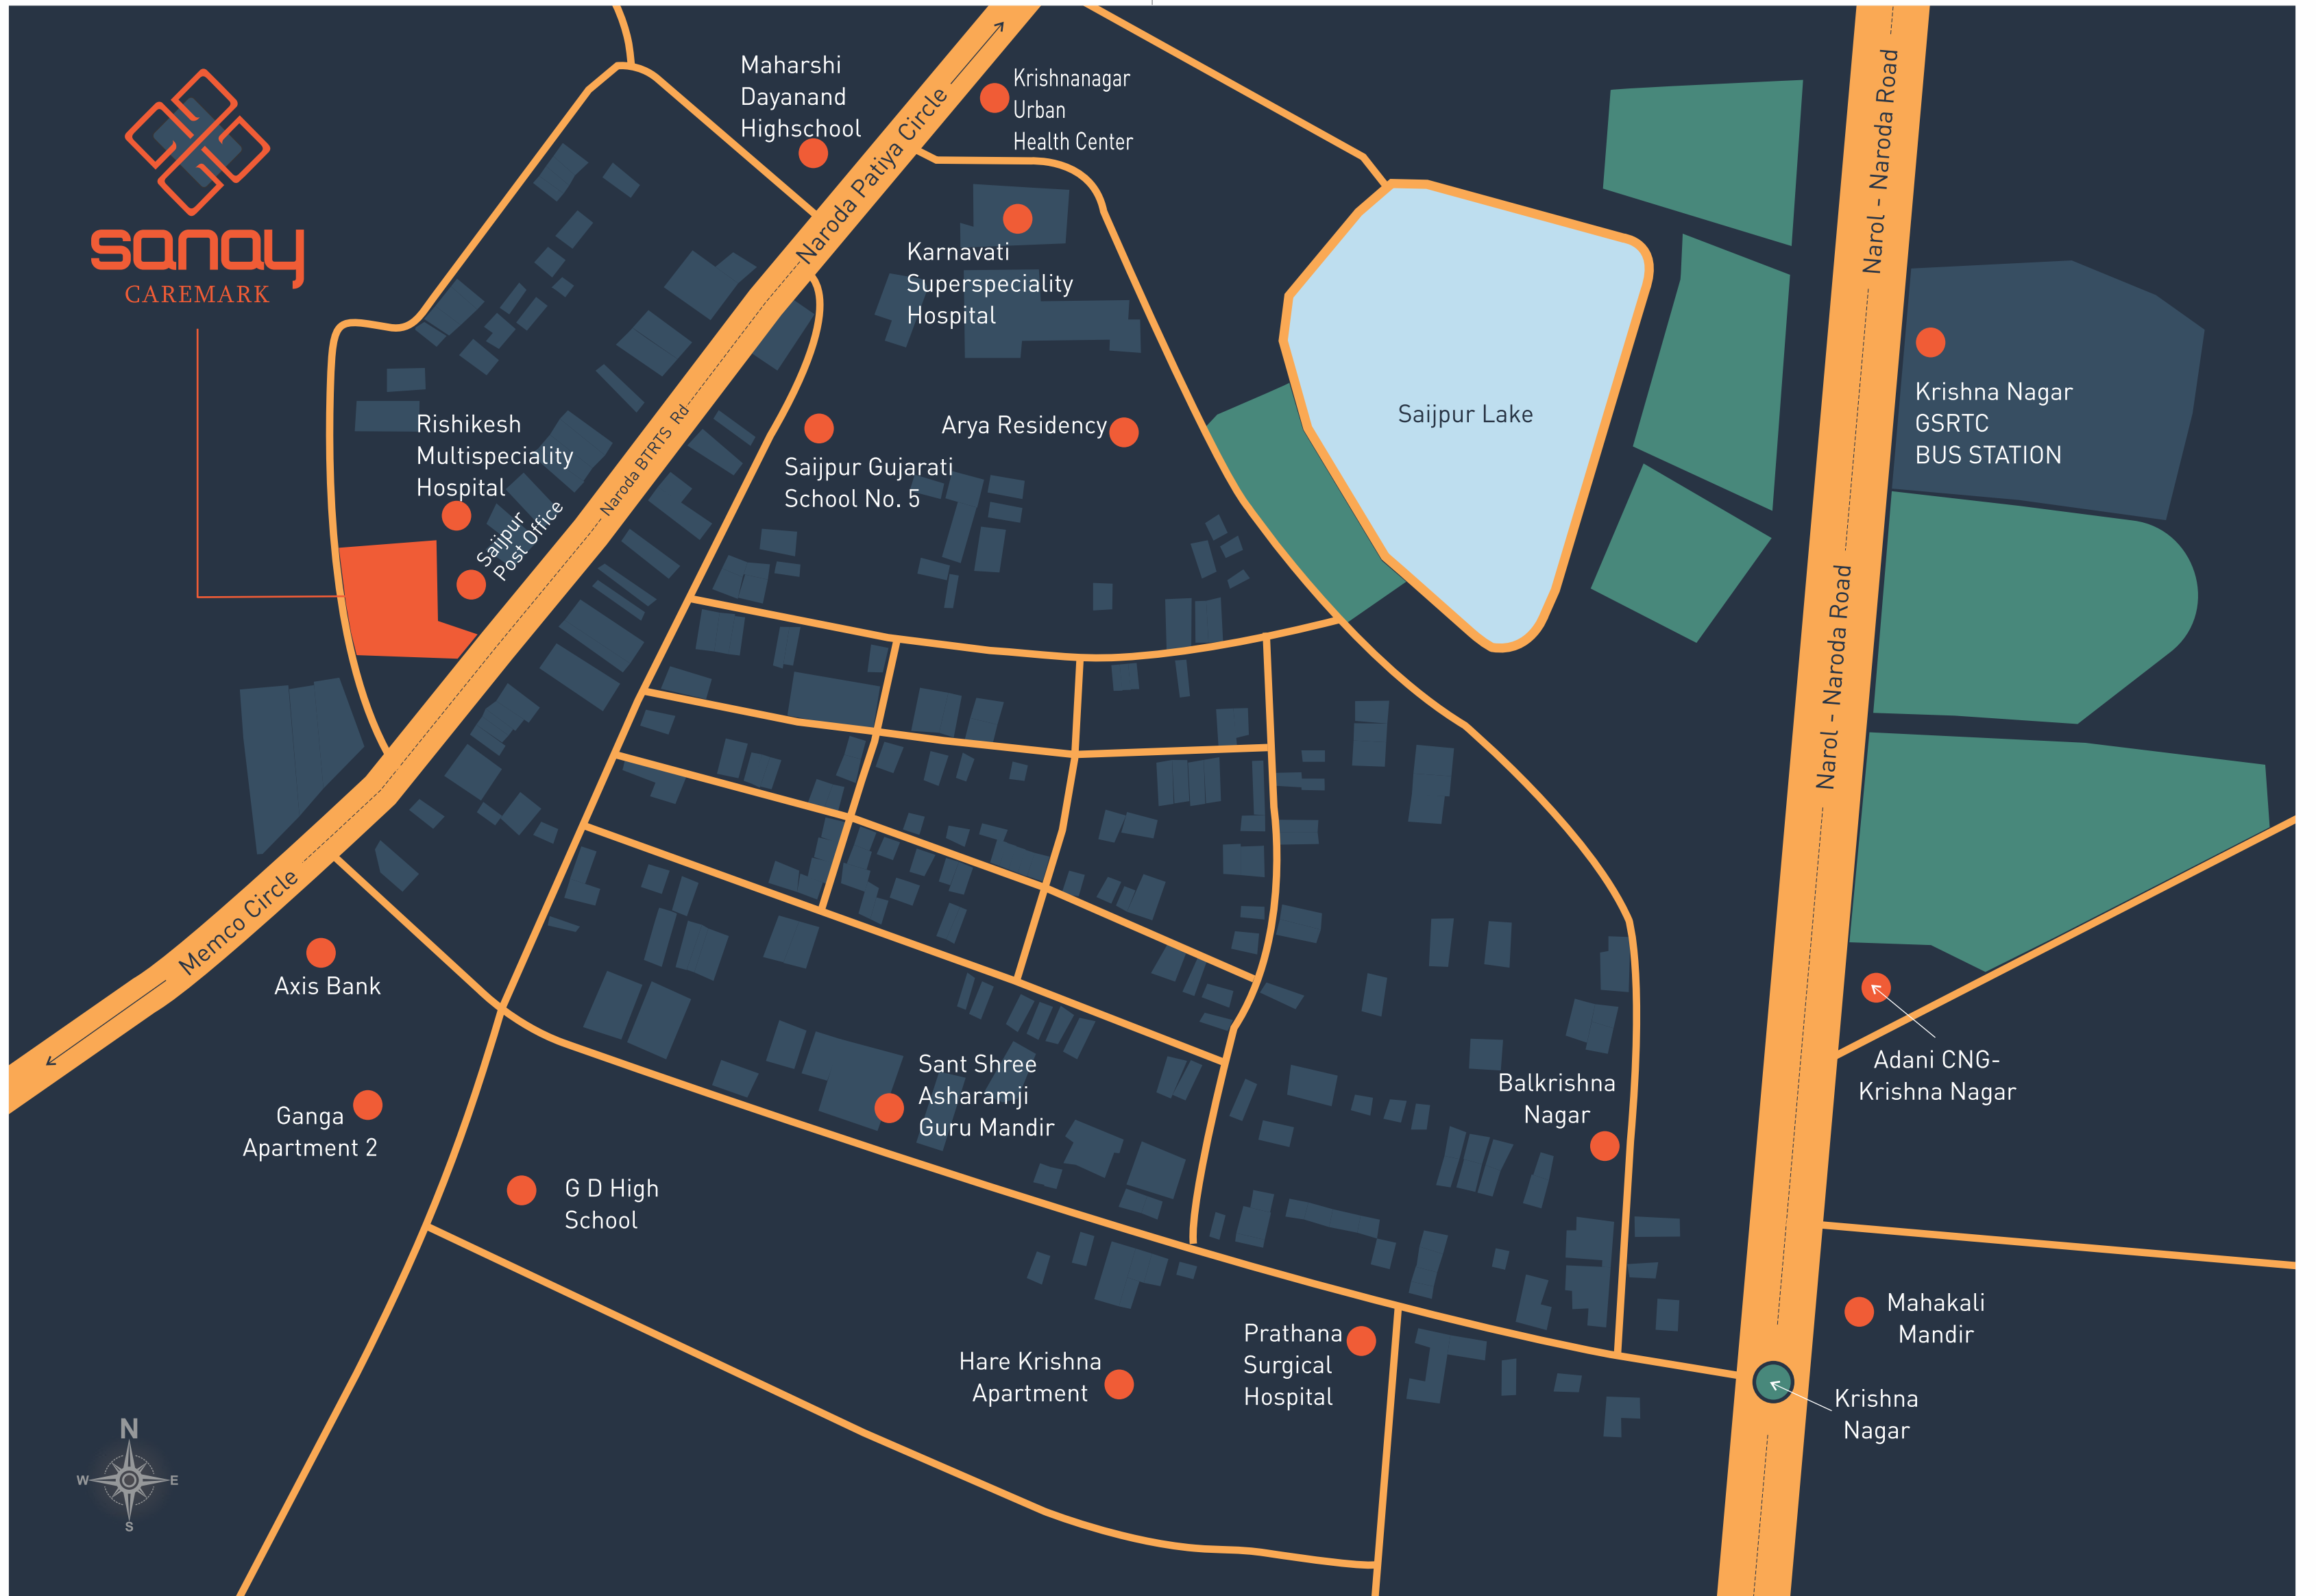 sanay
CAREMARK
Maharshi
Dayanand
Highschool
Krishnanagar
Urban
Health Center
Naroda Patiya Circle
Narol - Naroda Road
Karnavati
Superspeciality
Hospital
Saijpur Lake
Krishna Nagar
GSRTC
BUS STATION
Rishikesh
Multispeciality
Hospital
Naroda BTRTS Rd
Saijpur
Post Office
Saijpur Gujarati
School No. 5
Arya Residency
Narol - Naroda Road
Memco Circle
Axis Bank
Ganga
Apartment 2
G D High
School
Sant Shree
Asharamji
Guru Mandir
Balkrishna
Nagar
Adani CNG-
Krishna Nagar
Hare Krishna
Apartment
Prathana
Surgical
Hospital
Mahakali
Mandir
Krishna
Nagar
N
W E
S